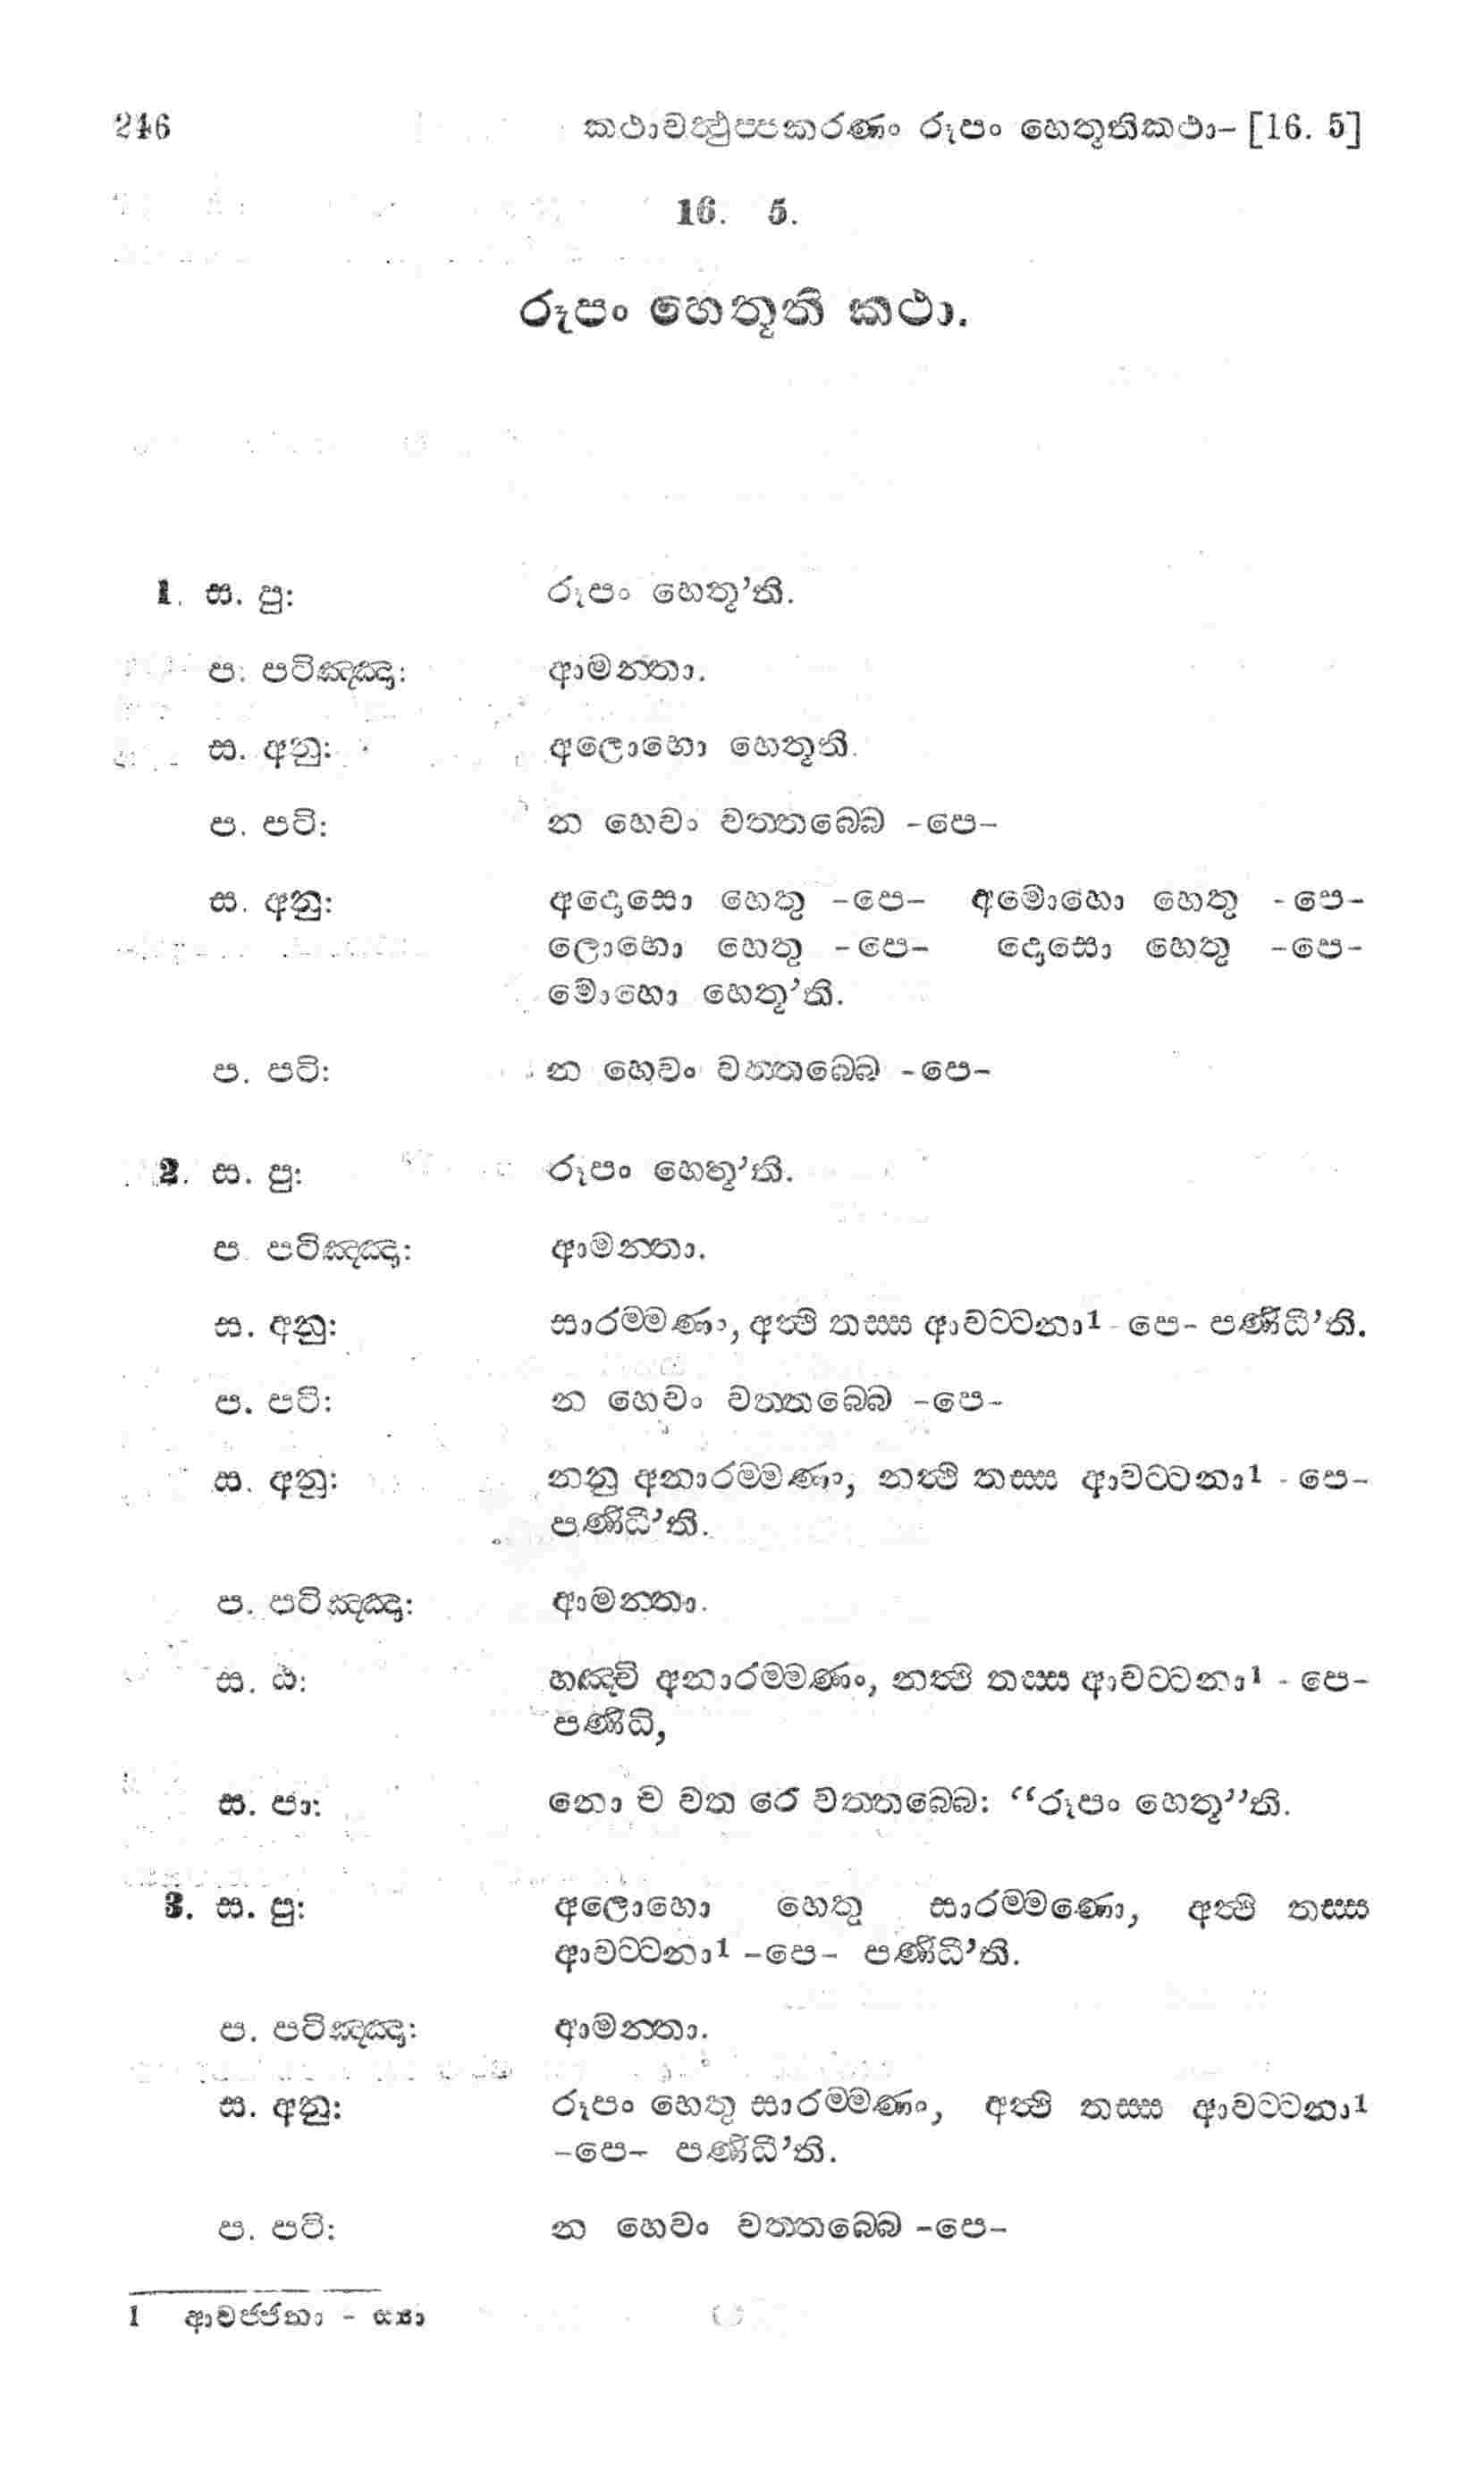 246 කථාවත්‍ථුප්පකරණං රූපං හෙතූතිකථා- [16. 5]
16. 5.
රූපං හෙතූති කථා.
1. ස. පු: රූපං හෙතූ’ති.
ප. පටිඤ්ඤා: ආමන්තා.
ස. අනු: අලොභො හෙතූති.
ප. පටි: න හෙවං වත්තබ්බෙ -පෙ-
ස. අනු: අදොසො හෙතු -පෙ- අමොහො හෙතු -පෙ-
ලොභො හෙතු -පෙ- දොසො හෙතු -පෙ-
මොහො හෙතූ’ති.
ප. පටි: න හෙවං වත්තබ්බෙ -පෙ-
2. ස. පු: රූපං හෙතූ’ති.
ප. පටිඤ්ඤා: ආමන්තා.
ස. අනු: සාරම්මණා, අත්‍ථි තස්ස ආවට්ටනා1 - පෙ- පණිධී’ති.
ප. පටි: න හෙවං වත්තබ්බෙ -පෙ-
ස. අනු: නනු අනාරම්මණා, නත්‍ථි තස්ස ආවට්ටනා1 - පෙ-
පණිධී’ති.
ප. පටිඤ්ඤා: ආමන්තා.
ස. ඨ: හඤ්චි අනාරම්මණං, නත්‍ථි තස්ස ආවට්ටනා1 - පෙ-
පණිධි,
ස. පා: නො ච වත රෙ වත්තබ්බෙ: “රූපං හෙතූ”ති.
3. ස. පු: අලොභො හෙතු සාරම්මණො, අත්‍ථි තස්ස
ආවට්ටනා1 -පෙ- පණිධී’ති.
ප. පටිඤ්ඤා: ආමන්තා.
ස. අනු: රූපං හෙතු සාරම්මණං, අත්‍ථි තස්ස ආවට්ටනා1
-පෙ- පණිධී’ති.
ප. පටි: න හෙවං වත්තබ්බෙ -පෙ-
1 ආවජ්ජනා - ස්‍යා